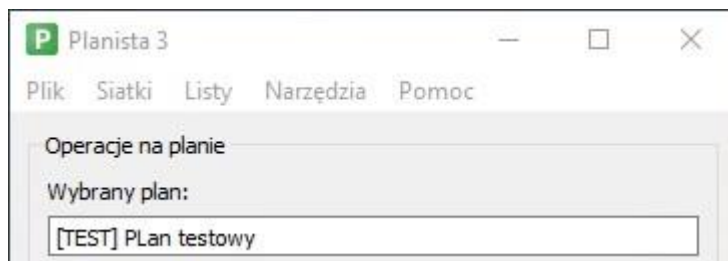 P Planista 3
Plik Siatki Listy Narzędzia Pomoc
Operacje na planie
Wybrany plan:
[TEST] PLan testowy